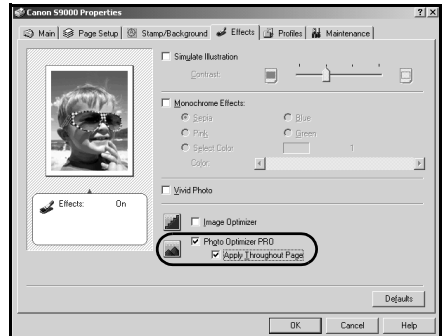 Canon S9000 Properties
? X
Main Page Setup Stamp/Background Effects Profiles Maintenance
Simulate Illustration
Contrast:
Monochrome Effects:
Sepia Blue
Pink Green
Select Color 1
Color:
Vivid Photo
Effects: On
Image Optimizer
Photo Optimizer PRO
Apply Throughout Page
Defaults
OK Cancel Help